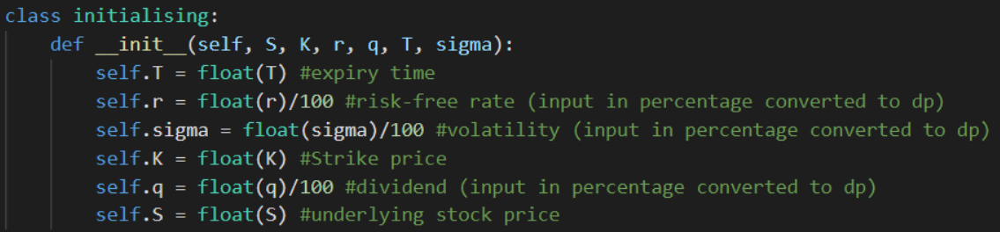 class initialising:
    def __init__(self, S, K, r, q, T, sigma):
        self.T = float(T) #expiry time
        self.r = float(r)/100 #risk-free rate (input in percentage converted to dp)
        self.sigma = float(sigma)/100 #volatility (input in percentage converted to dp)
        self.K = float(K) #Strike price
        self.q = float(q)/100 #dividend (input in percentage converted to dp)
        self.S = float(S) #underlying stock price